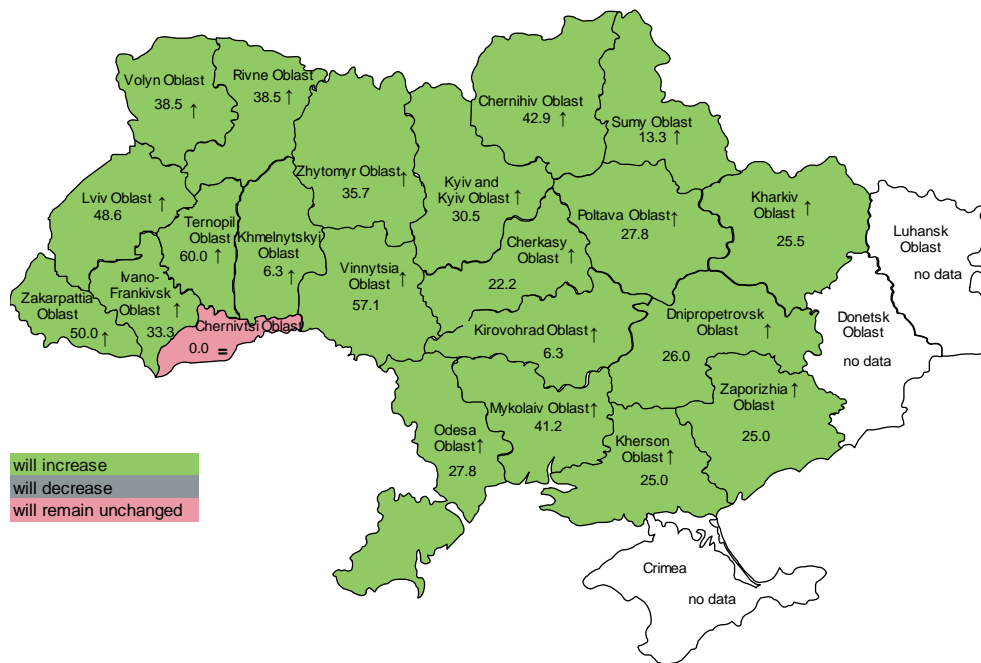 Volyn Oblast
38.5 ↑
Rivne Oblast
38.5 ↑
Chernihiv Oblast
42.9 ↑
Sumy Oblast
13.3 ↑
Zhytomyr Oblast ↑
35.7
Kyiv and
Kyiv Oblast ↑
30.5
Lviv Oblast ↑
48.6
Ternopil
Oblast
60.0 ↑
Khmelnytskyi
Oblast
6.3 ↑
Vinnytsia ↑
Oblast
57.1
Cherkasy ↑
Oblast
22.2
Poltava Oblast ↑
27.8
Kharkiv
Oblast ↑
25.5
Luhansk
Oblast
no data
Zakarpattia
Oblast
50.0 ↑
Ivano-
Frankivsk
Oblast ↑
33.3
Chernivtsi Oblast
0.0 =
Kirovohrad Oblast ↑
6.3
Dnipropetrovsk
Oblast ↑
26.0
Donetsk
Oblast
no data
Odesa
Oblast ↑
27.8
Mykolaiv Oblast ↑
41.2
Kherson
Oblast ↑
25.0
Zaporizhia ↑
Oblast
25.0
Crimea
no data
will increase
will decrease
will remain unchanged